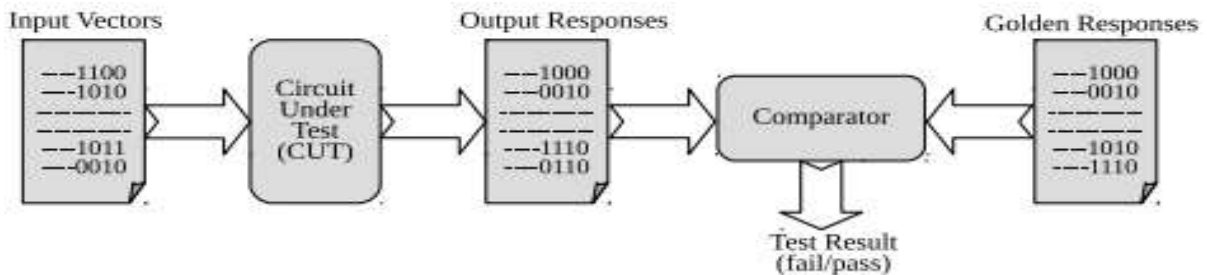 Input Vectors
-----1100
-----1010
-----1011
-----0010
Circuit
Under
Test
(CUT)
Output Responses
-----1000
-----0010
-----1110
-----0110
Comparator
Test Result
(fail/pass)
Golden Responses
-----1000
-----0010
-----1010
-----1110